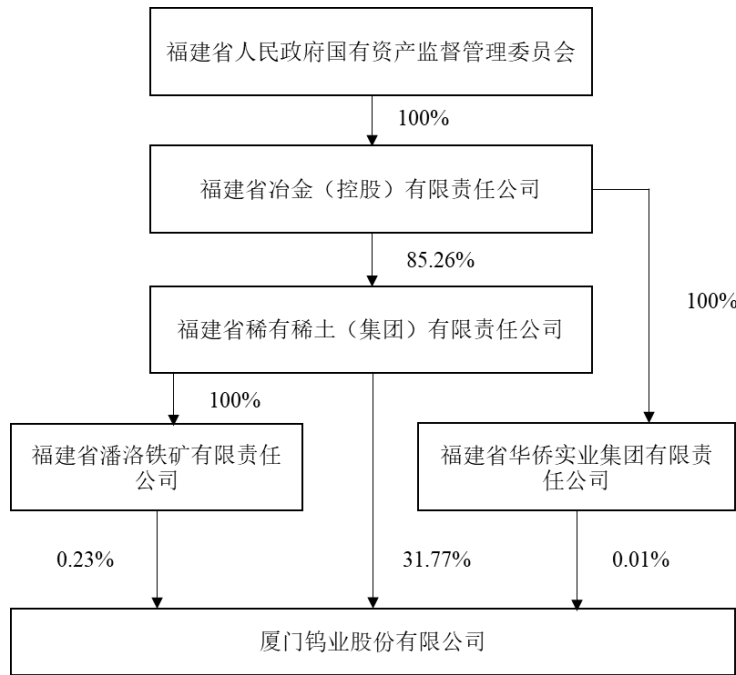 福建省人民政府国有资产监督管理委员会
100%
福建省冶金（控股）有限责任公司
85.26%
100%
福建省稀有稀土（集团）有限责任公司
100%
福建省潘洛铁矿有限责任
公司
福建省华侨实业集团有限责
任公司
0.23%
31.77%
0.01%
厦门钨业股份有限公司